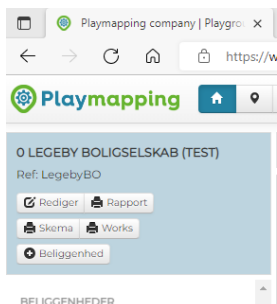 Playmapping company | Playgro
https://w
Playmapping
0 LEGEBY BOLIGSELSKAB (TEST)
Ref: LegebyBO
Rediger Rapport
Skema Works
Beliggenhed
BELIGGENHEDER